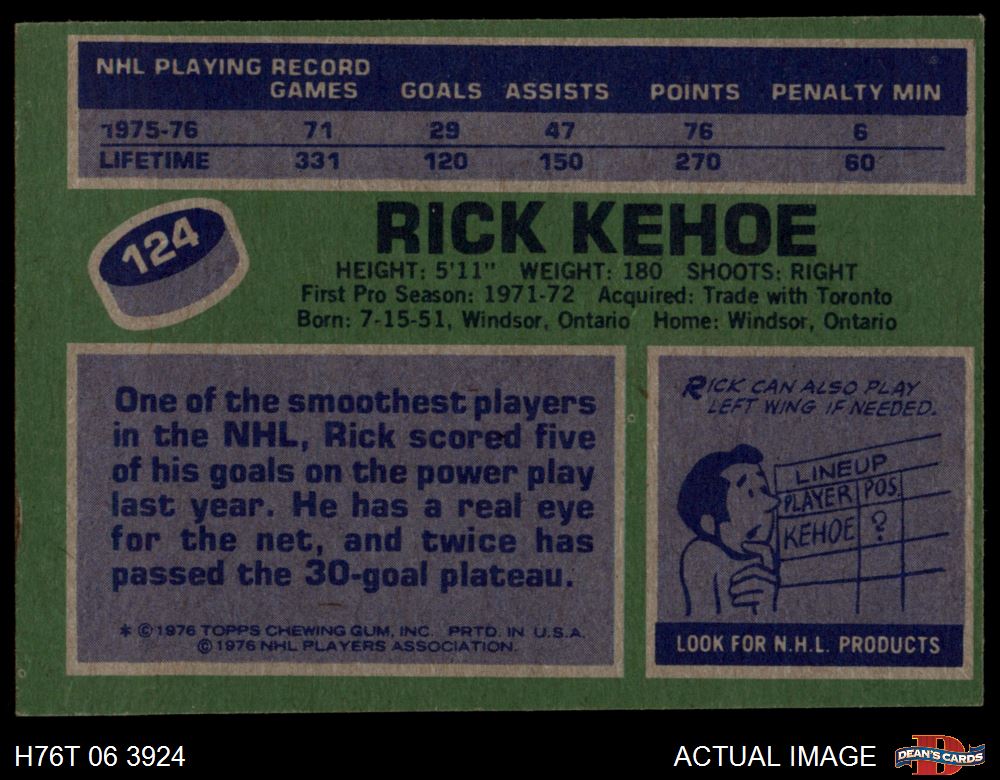 NHL PLAYING RECORD
GAMES GOALS ASSISTS POINTS PENALTY MIN
1975-76 71 29 47 76 6
LIFETIME 331 120 150 270 60
124
RICK KEHOE
HEIGHT: 5'11" WEIGHT: 180 SHOOTS: RIGHT
First Pro Season: 1971-72 Acquired: Trade with Toronto
Born: 7-15-51, Windsor, Ontario Home: Windsor, Ontario
One of the smoothest players
in the NHL, Rick scored five
of his goals on the power play
last year. He has a real eye
for the net, and twice has
passed the 30-goal plateau.
* © 1976 TOPPS CHEWING GUM, INC. PRTD. IN U.S.A.
© 1976 NHL PLAYERS ASSOCIATION.
RICK CAN ALSO PLAY
LEFT WING IF NEEDED.
LINEUP
PLAYER POS.
KEHOE ?
LOOK FOR N.H.L. PRODUCTS
H76T 06 3924
ACTUAL IMAGE
D
DEAN'S CARDS